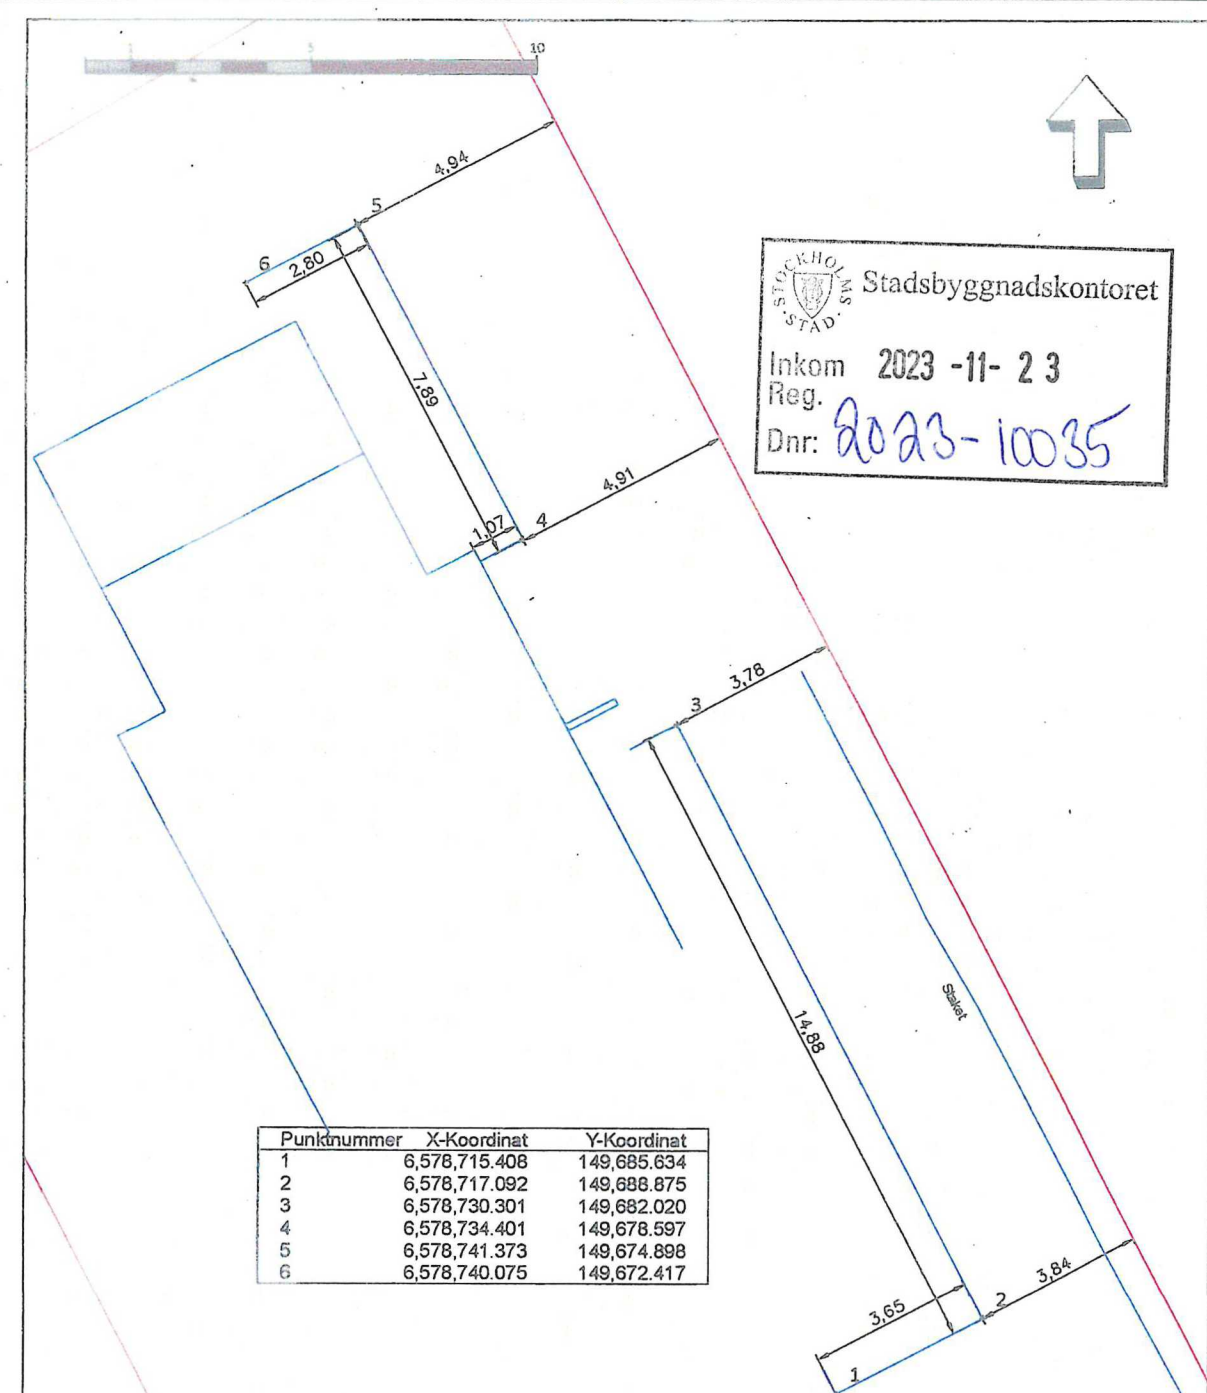 1 5 10
4,94
5
6
2,80
7,89
4,91
1,07
4
STOCKHOLMS
STAD
Stadsbyggnadskontoret
Inkom 2023 -11- 2 3
Reg.
Dnr: 2023-10035
3,78
3
Staket
14,88
Punktnummer X-Koordinat Y-Koordinat
1 6,578,715.408 149,685.634
2 6,578,717.092 149,688.875
3 6,578,730.301 149,682.020
4 6,578,734.401 149,678.597
5 6,578,741.373 149,674.898
6 6,578,740.075 149,672.417
3,84
2
3,65
1